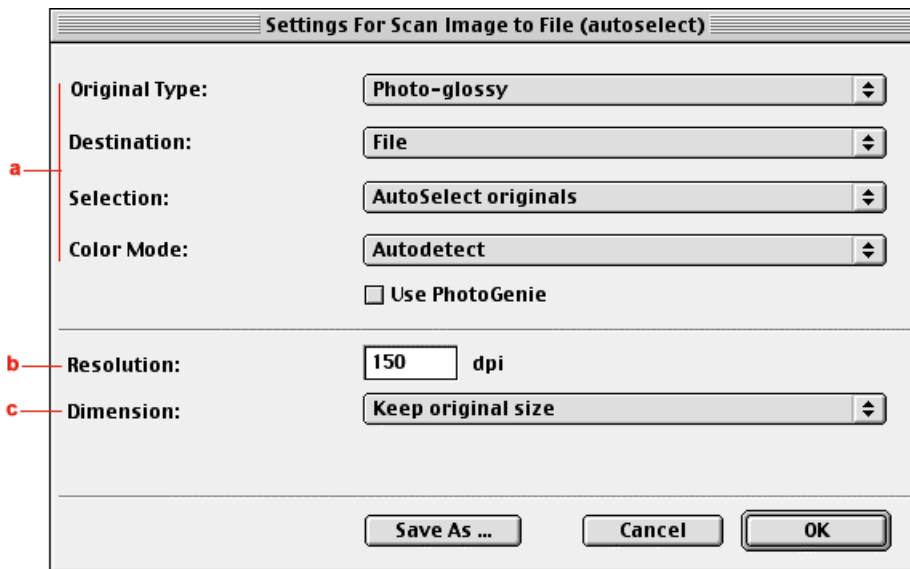 Settings For Scan Image to File (autoselect)
Original Type: Photo-glossy
Destination: File
a
Selection: AutoSelect originals
Color Mode: Autodetect
Use PhotoGenie
b Resolution: 150 dpi
c Dimension: Keep original size
Save As ... Cancel OK